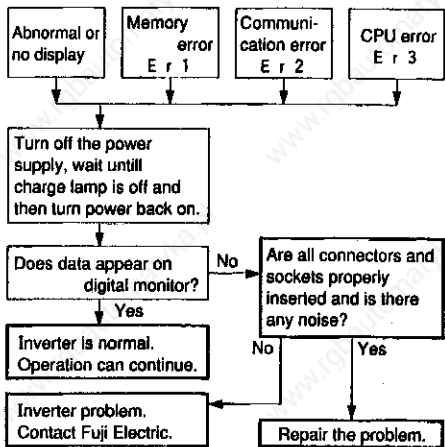 Abnormal or
no display
Memory
error
E r 1
Communi-
cation error
E r 2
CPU error
E r 3
Turn off the power
supply, wait untill
charge lamp is off and
then turn power back on.
Does data appear on
digital monitor?
No
Are all connectors and
sockets properly
inserted and is there
any noise?
Yes
Inverter is normal.
Operation can continue.
No
Yes
Inverter problem.
Contact Fuji Electric.
Repair the problem.